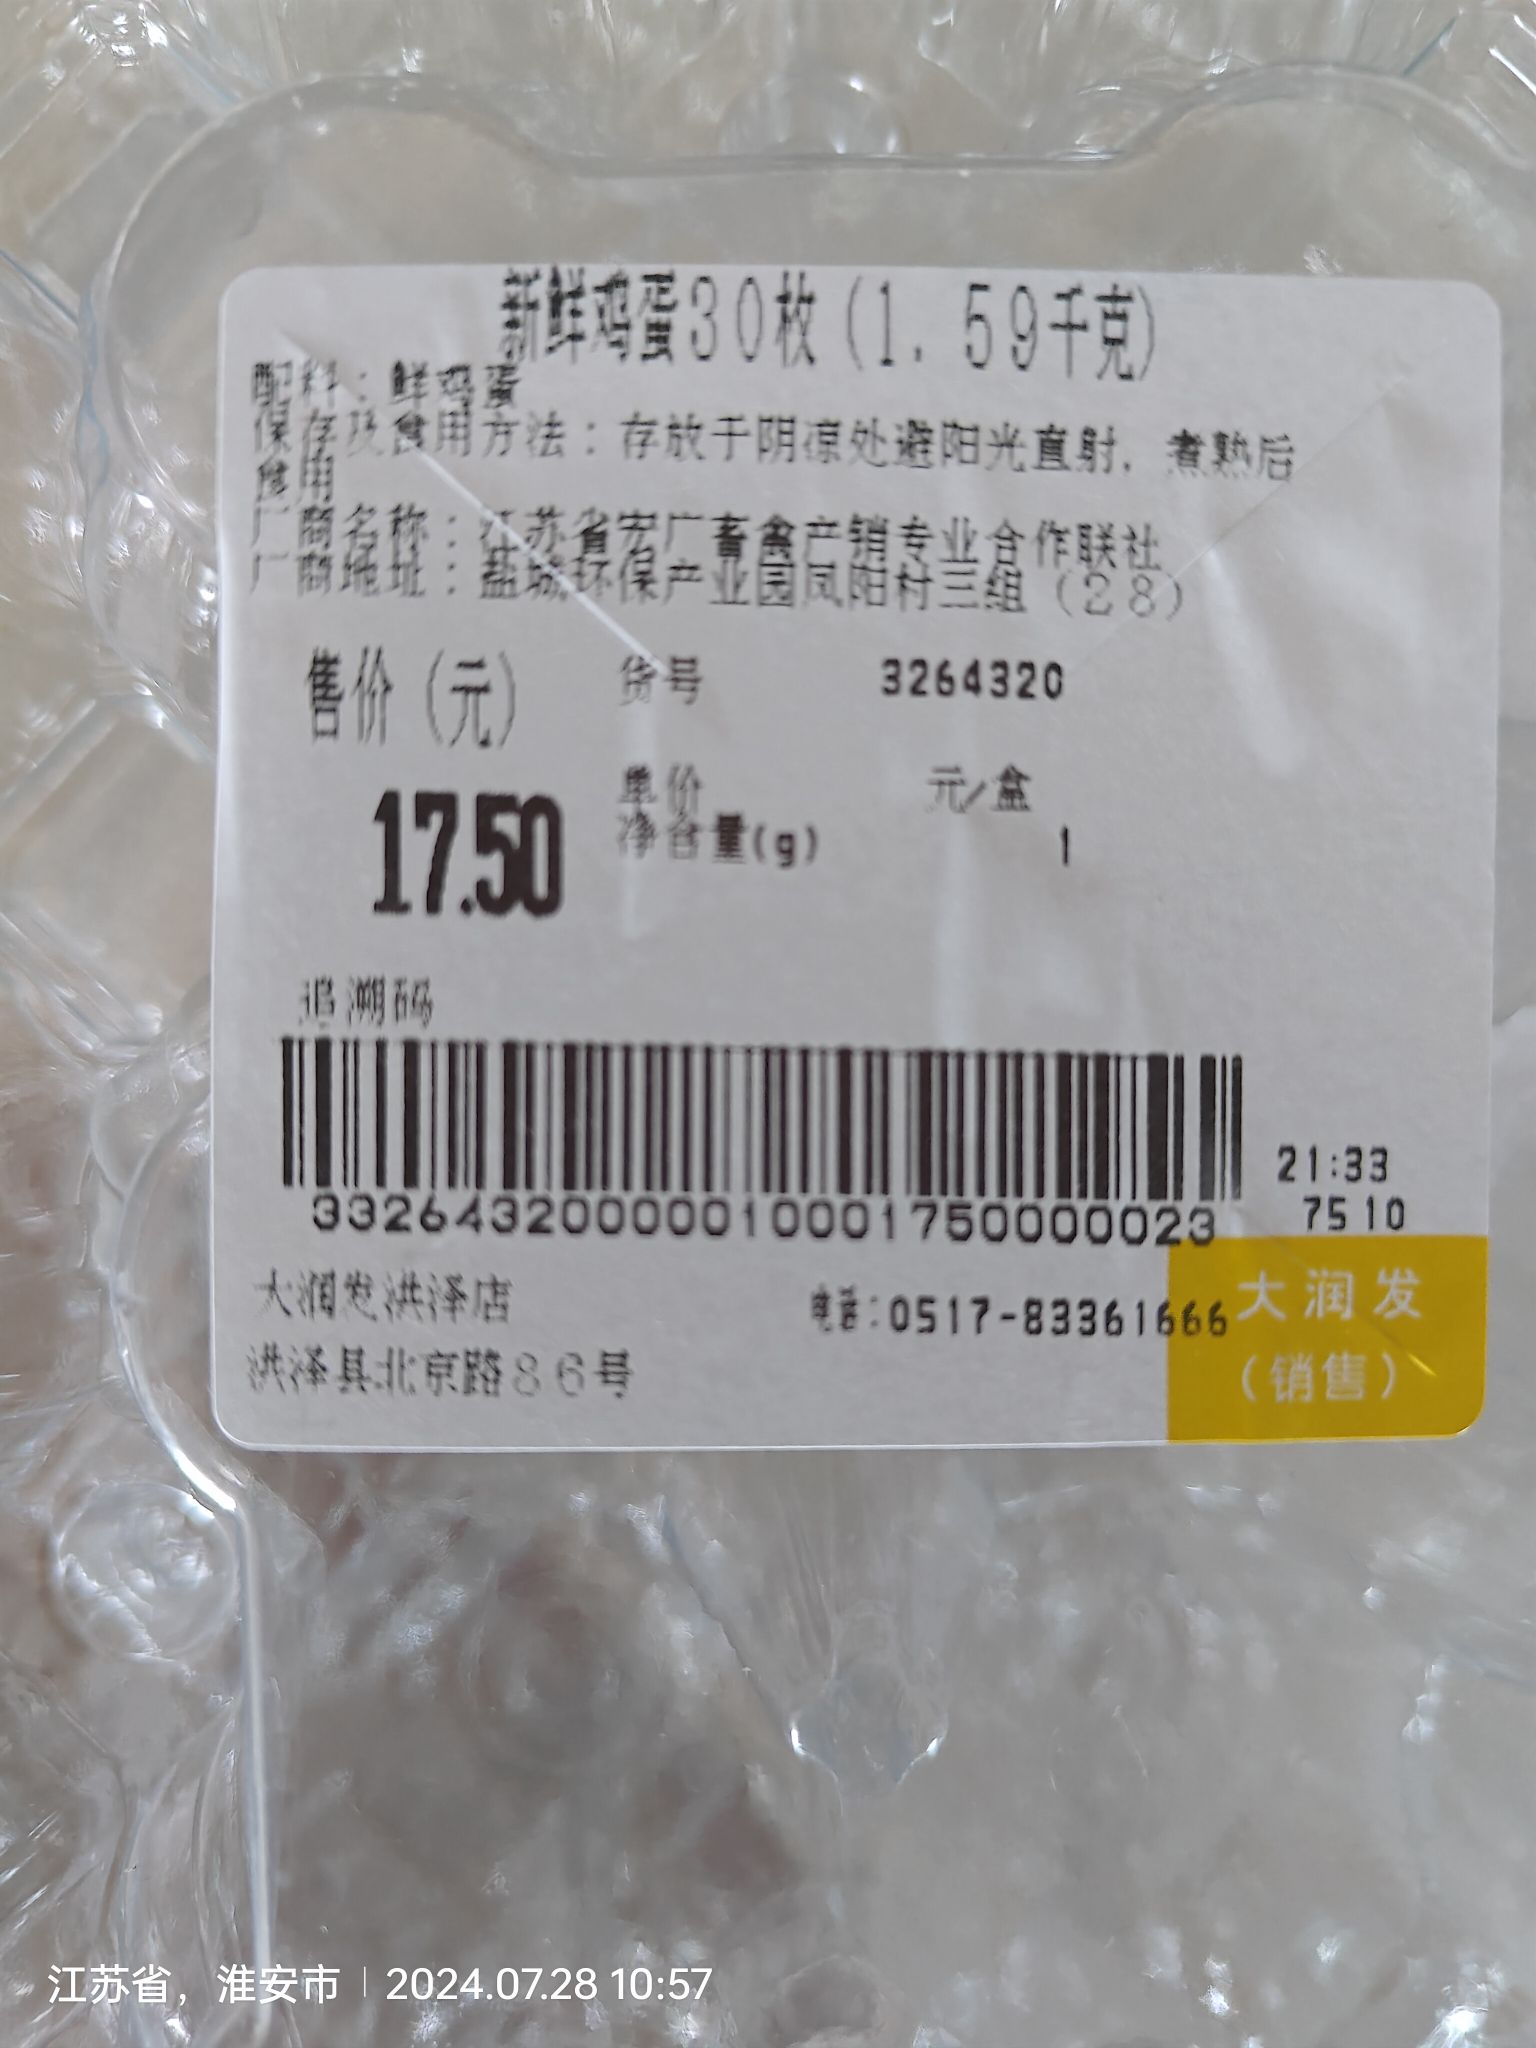 新鲜鸡蛋30枚(1.59千克)
配料：鲜鸡蛋
保存及食用方法：存放于阴凉处避阳光直射，煮熟后
食用
厂商名称：江苏省宏广畜禽产销专业合作联社
厂商地址：盐城环保产业园凤阳村三组(28)
售价(元) 货号 3264320
单价 元/盒
17.50 净含量(g) 1
追溯码
21:33
7510
332643200000100017500000023
大润发洪泽店 电话:0517-83361666
洪泽县北京路86号
大润发
(销售)
江苏省，淮安市 | 2024.07.28 10:57